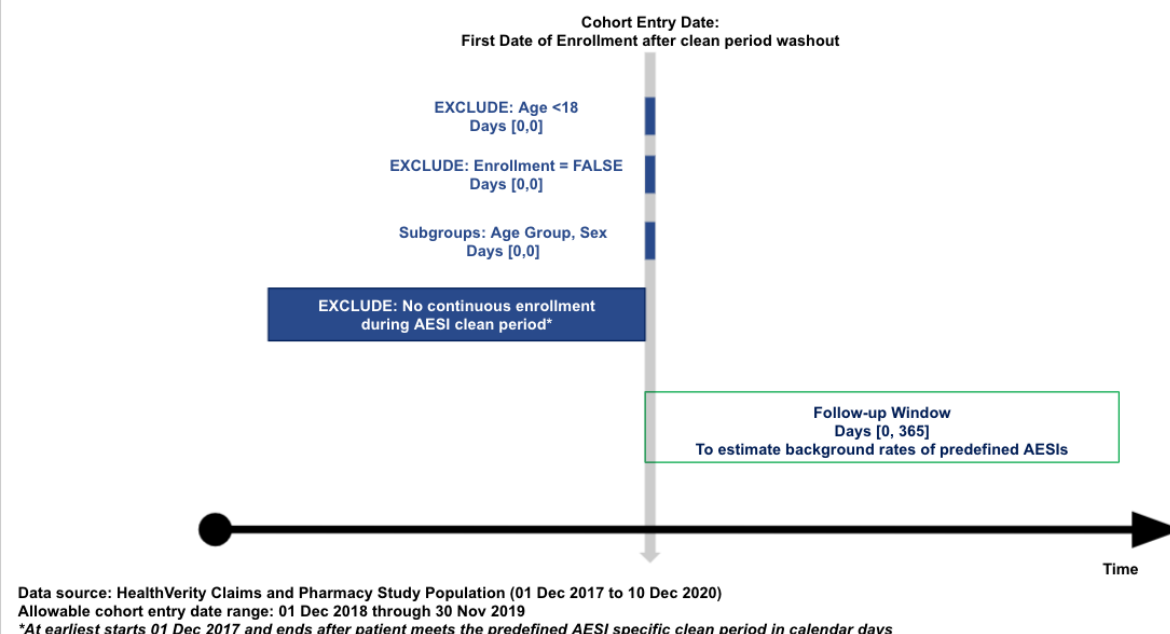 Cohort Entry Date:
First Date of Enrollment after clean period washout
EXCLUDE: Age <18
Days [0,0]
EXCLUDE: Enrollment = FALSE
Days [0,0]
Subgroups: Age Group, Sex
Days [0,0]
EXCLUDE: No continuous enrollment
during AESI clean period*
Follow-up Window
Days [0, 365]
To estimate background rates of predefined AESIs
Time
Data source: HealthVerity Claims and Pharmacy Study Population (01 Dec 2017 to 10 Dec 2020)
Allowable cohort entry date range: 01 Dec 2018 through 30 Nov 2019
*At earliest starts 01 Dec 2017 and ends after patient meets the predefined AESI specific clean period in calendar days